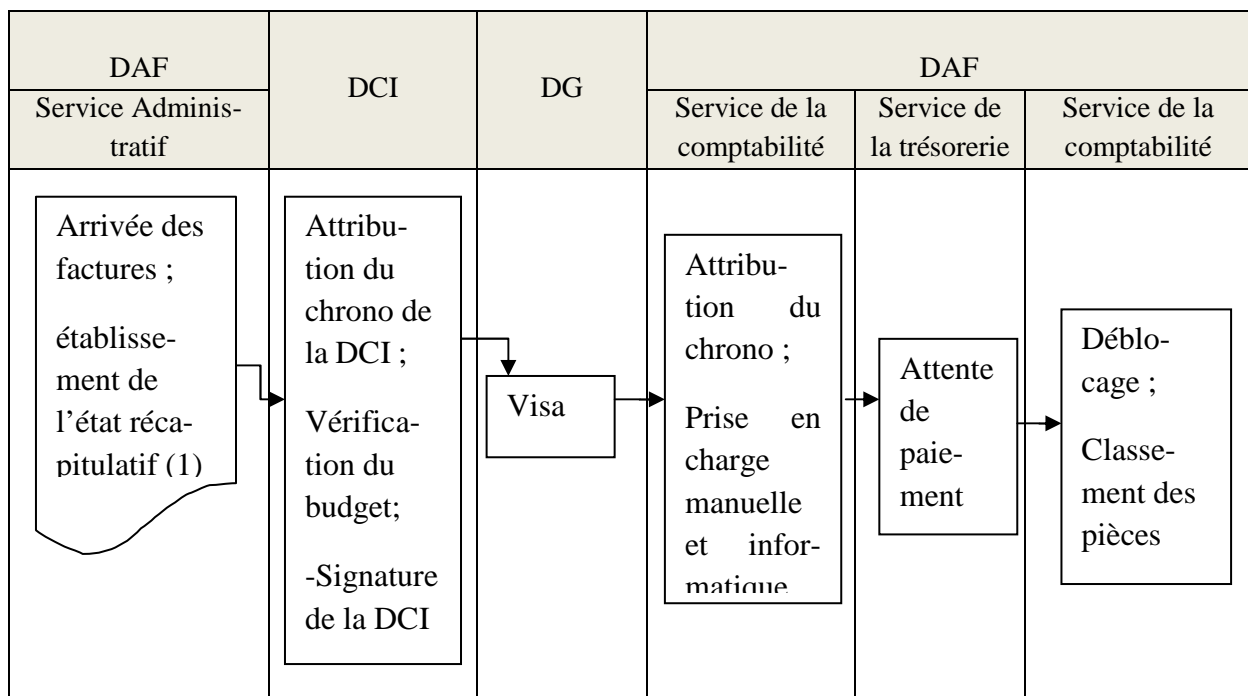 DAF
Service Adminis-
tratif
DCI
DG
DAF
Service de la
comptabilité
Service de
la trésorerie
Service de la
comptabilité
Arrivée des
factures ;
établisse-
ment de
l’état réca-
pitulatif (1)
Attribu-
tion du
chrono de
la DCI ;
Vérifica-
tion du
budget;
-Signature
de la DCI
Visa
Attribu-
tion du
chrono ;
Prise en
charge
manuelle
et infor-
matique
Attente
de
paie-
ment
Déblo-
cage ;
Classe-
ment des
pièces